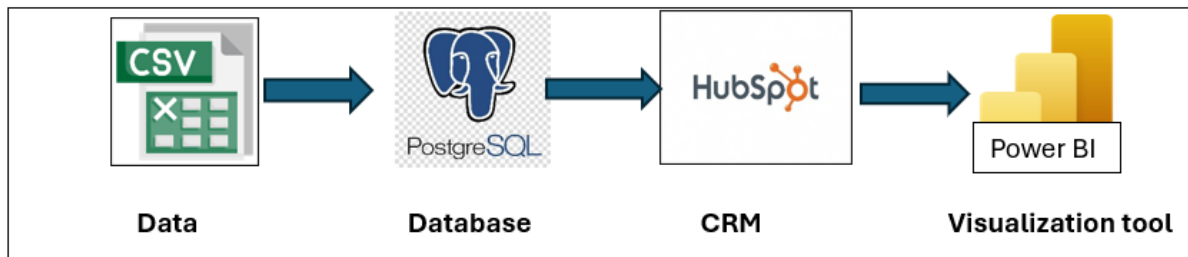 CSV
PostgreSQL
HubSpot
Power BI
Data
Database
CRM
Visualization tool